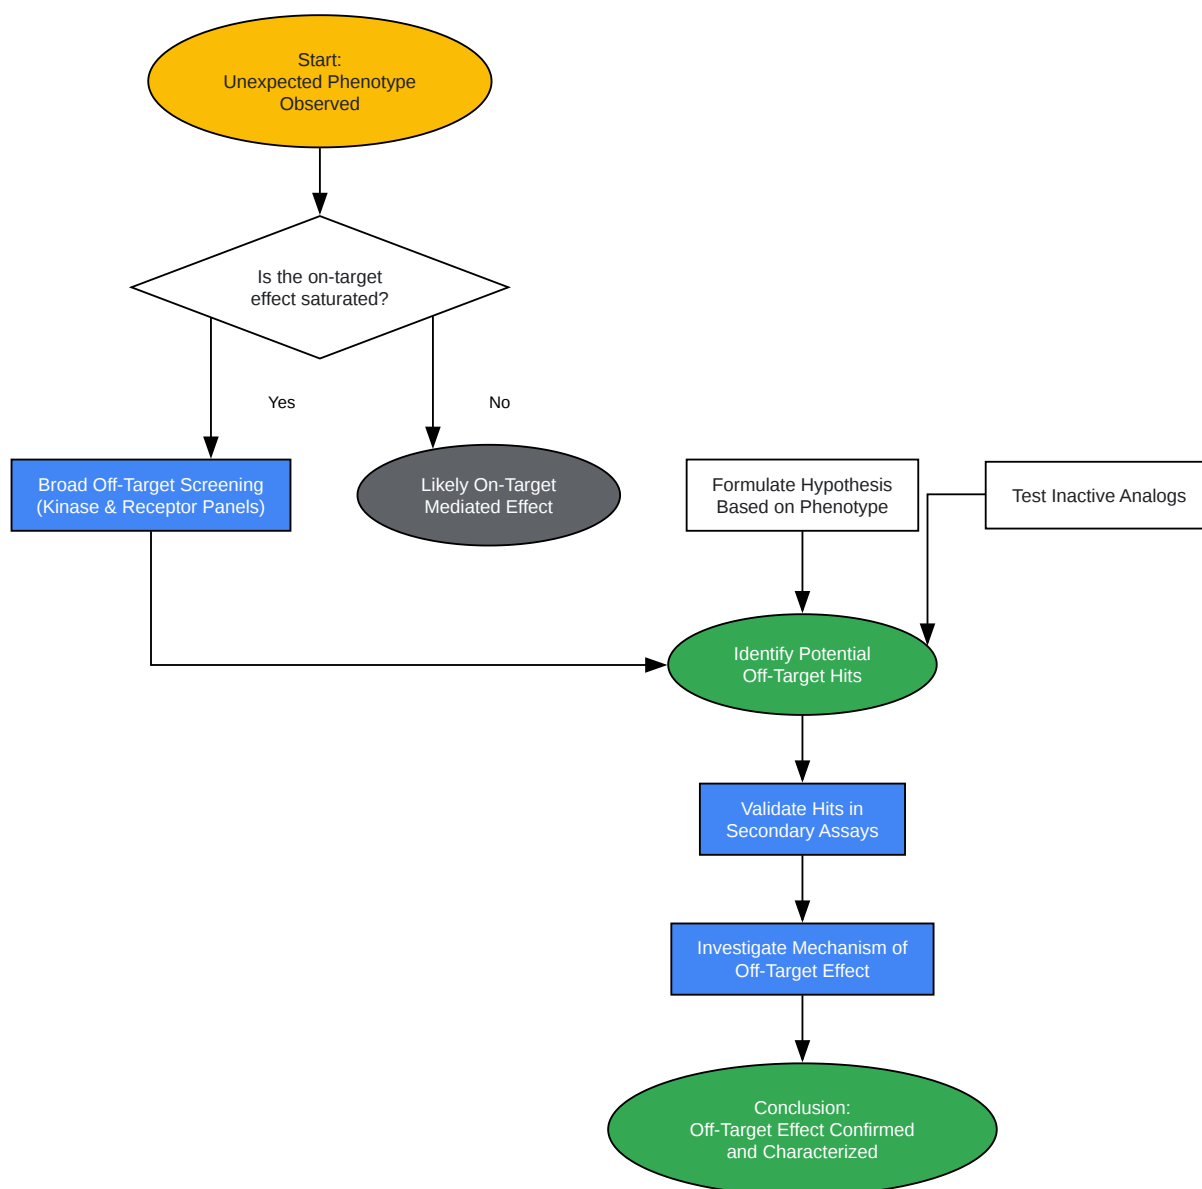 Start:
Unexpected Phenotype
Observed
Is the on-target
effect saturated?
Yes
No
Broad Off-Target Screening
(Kinase & Receptor Panels)
Likely On-Target
Mediated Effect
Formulate Hypothesis
Based on Phenotype
Test Inactive Analogs
Identify Potential
Off-Target Hits
Validate Hits in
Secondary Assays
Investigate Mechanism of
Off-Target Effect
Conclusion:
Off-Target Effect Confirmed
and Characterized